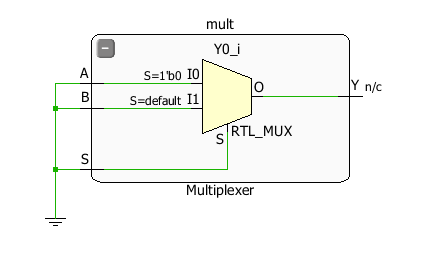 mult
Y0_i
A
S=1'b0
I0
B
S=default
I1
O
Y
n/c
S
S
RTL_MUX
Multiplexer